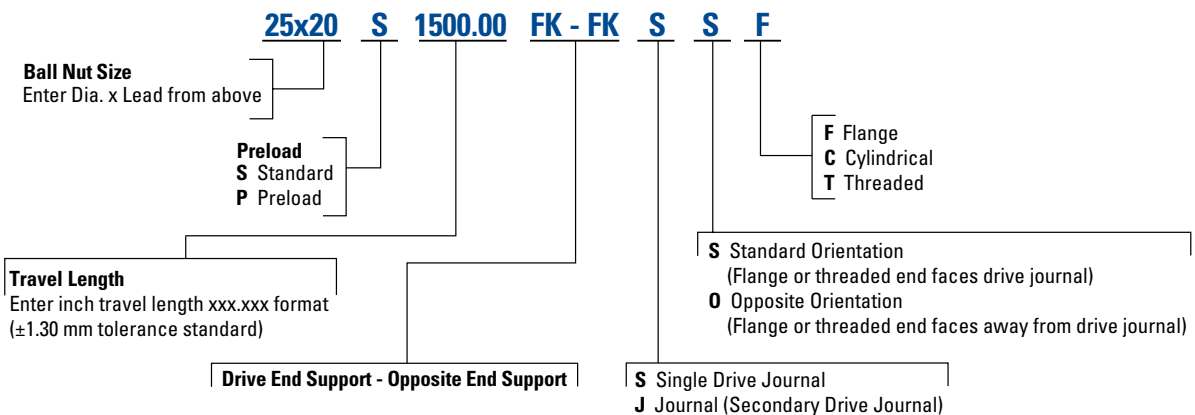 25x20 S 1500.00 FK - FK S S F
Ball Nut Size
Enter Dia. x Lead from above
Preload
S Standard
P Preload
F Flange
C Cylindrical
T Threaded
Travel Length
Enter inch travel length xxx.xxx format
(±1.30 mm tolerance standard)
S Standard Orientation
(Flange or threaded end faces drive journal)
O Opposite Orientation
(Flange or threaded end faces away from drive journal)
Drive End Support - Opposite End Support
S Single Drive Journal
J Journal (Secondary Drive Journal)